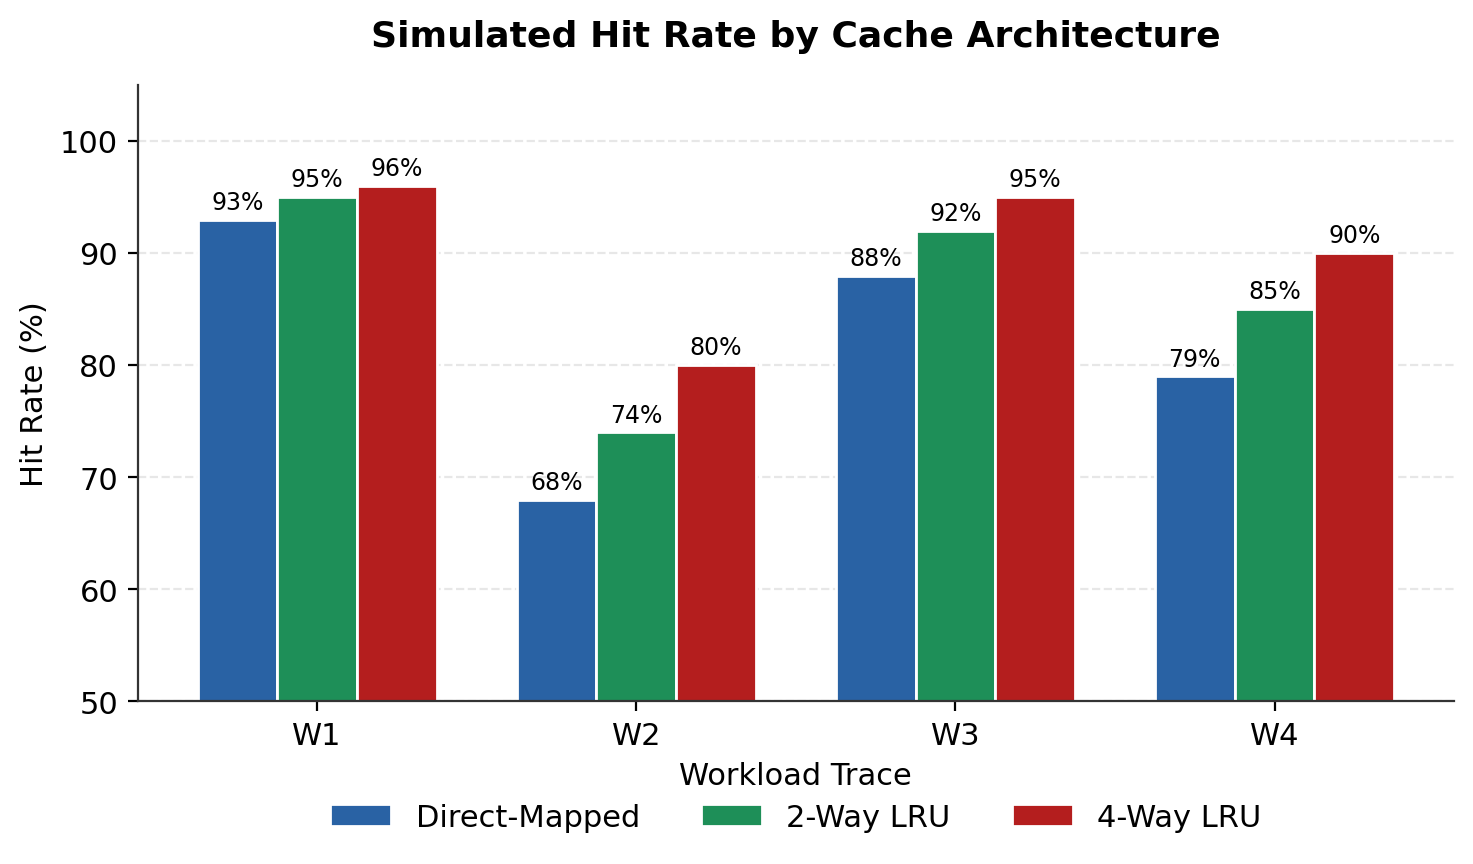 Simulated Hit Rate by Cache Architecture
Hit Rate (%)
100
90
80
70
60
50
93%
95%
96%
68%
74%
80%
88%
92%
95%
79%
85%
90%
W1
W2
W3
W4
Workload Trace
Direct-Mapped
2-Way LRU
4-Way LRU